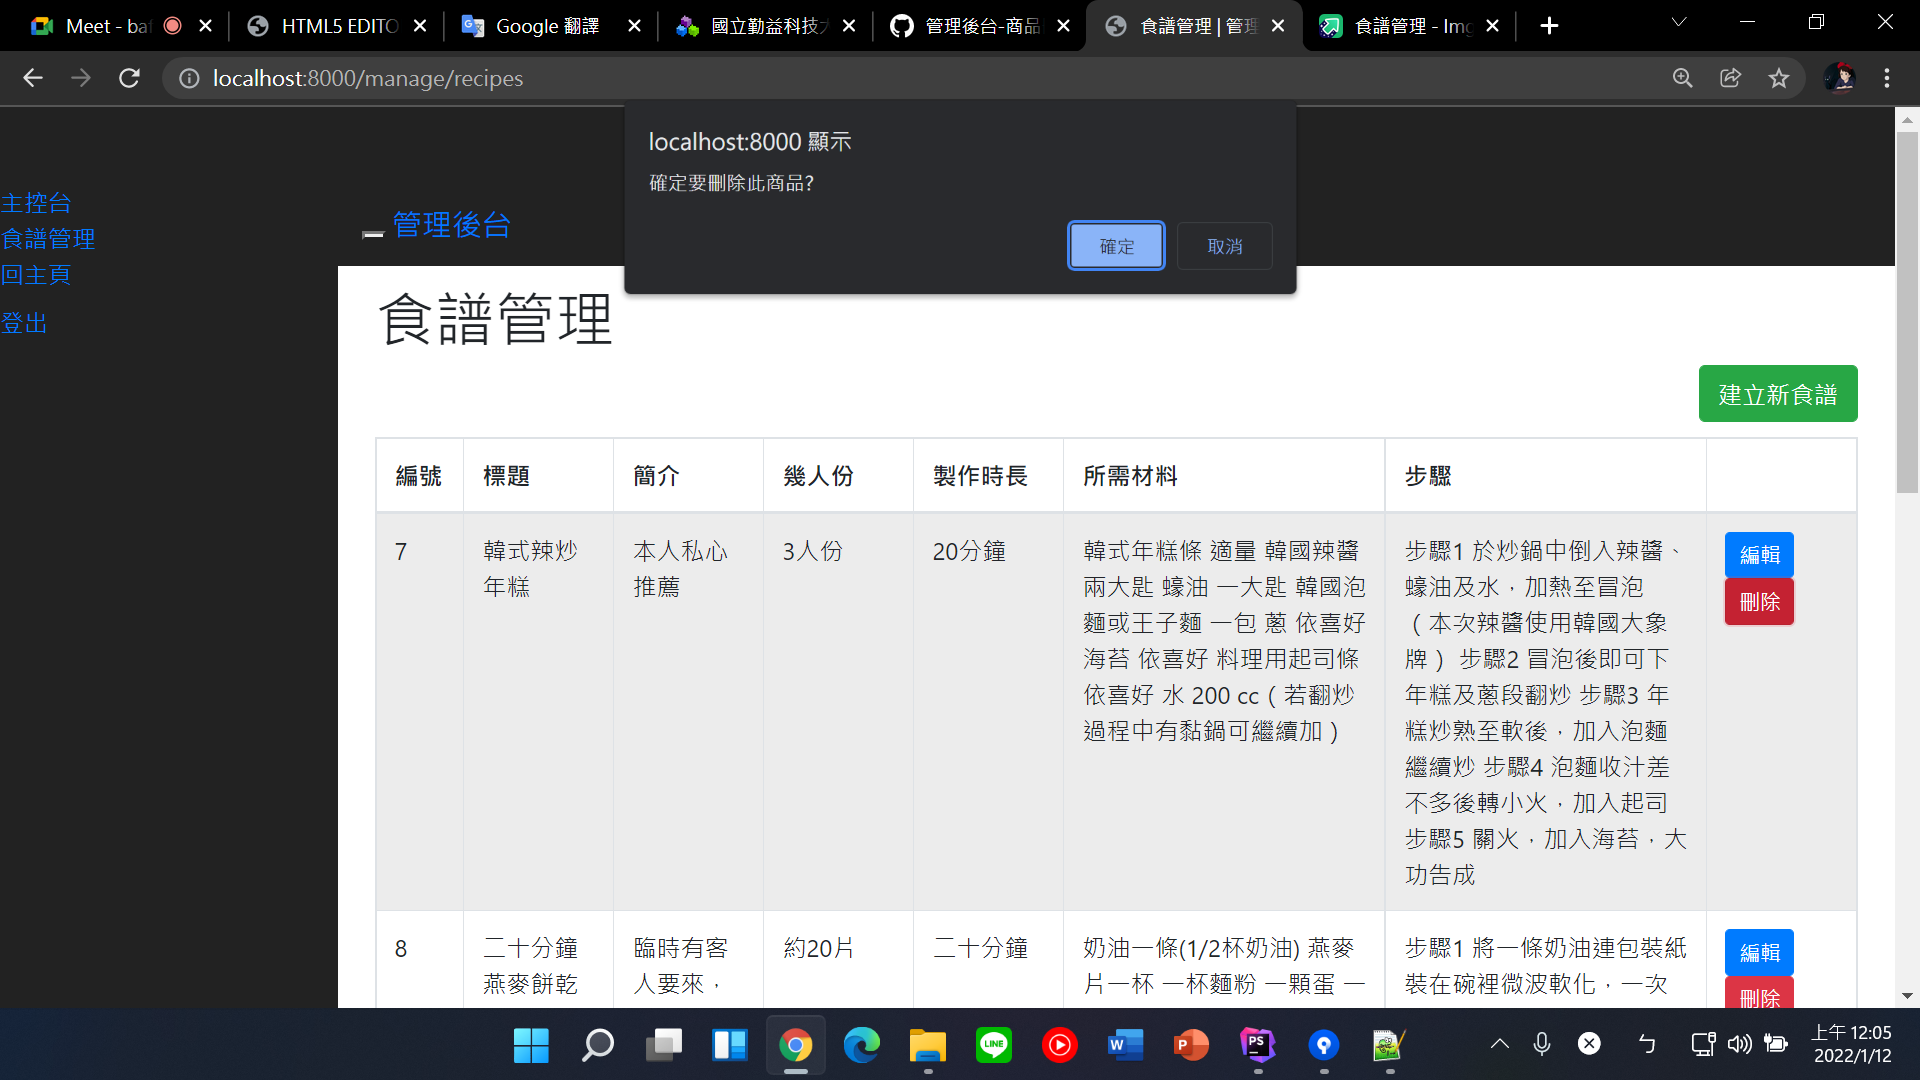 Meet - baf
HTML5 EDITO
Google 翻譯
國立勤益科技大
管理後台-商品
食譜管理 | 管理
食譜管理 - Img
localhost:8000/manage/recipes
localhost:8000 顯示
確定要刪除此商品?
確定
取消
主控台
食譜管理
回主頁
登出
管理後台
食譜管理
建立新食譜
編號
標題
簡介
幾人份
製作時長
所需材料
步驟
7
韓式辣炒
年糕
本人私心
推薦
3人份
20分鐘
韓式年糕條 適量 韓國辣醬
兩大匙 蠔油 一大匙 韓國泡
麵或王子麵 一包 蔥 依喜好
海苔 依喜好 料理用起司條
依喜好 水 200 cc（若翻炒
過程中有黏鍋可繼續加）
步驟1 於炒鍋中倒入辣醬、
蠔油及水，加熱至冒泡
（本次辣醬使用韓國大象
牌） 步驟2 冒泡後即可下
年糕及蔥段翻炒 步驟3 年
糕炒熟至軟後，加入泡麵
繼續炒 步驟4 泡麵收汁差
不多後轉小火，加入起司
步驟5 關火，加入海苔，大
功告成
編輯
刪除
8
二十分鐘
燕麥餅乾
臨時有客
人要來，
約20片
二十分鐘
奶油一條(1/2杯奶油) 燕麥
片一杯 一杯麵粉 一顆蛋 一
步驟1 將一條奶油連包裝紙
裝在碗裡微波軟化，一次
編輯
刪除
LINE
W
P
PS
ㄅ
上午 12:05
2022/1/12